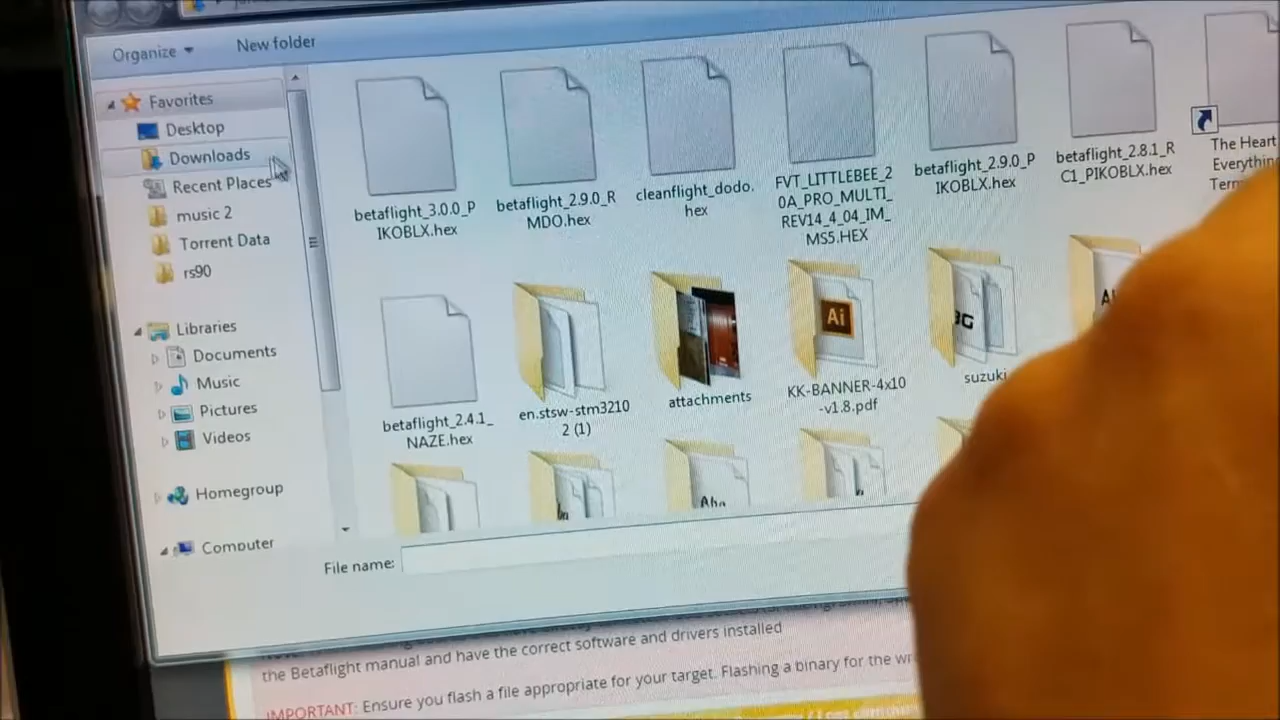 Organize
New folder
Favorites
Desktop
Downloads
Recent Places
music 2
Torrent Data
rs90
Libraries
Documents
Music
Pictures
Videos
Homegroup
Computer
betaflight_3.0.0_P
IKOBLX.hex
betaflight_2.9.0_R
MDO.hex
cleanflight_dodo.
hex
FVT_LITTLEBEE_2
0A_PRO_MULTI_
REV14_4_04_IM_
MS5.HEX
betaflight_2.9.0_P
IKOBLX.hex
betaflight_2.8.1_R
C1_PIKOBLX.hex
The Heart
Everything
betaflight_2.4.1_
NAZE.hex
en.stsw-stm3210
2 (1)
attachments
Ai
KK-BANNER-4x10
-v1.8.pdf
suzuki
File name:
software and drivers installed
the Betaflight manual and have the correct
IMPORTANT: Ensure you flash a file appropriate for your target. Flashing a binary for the